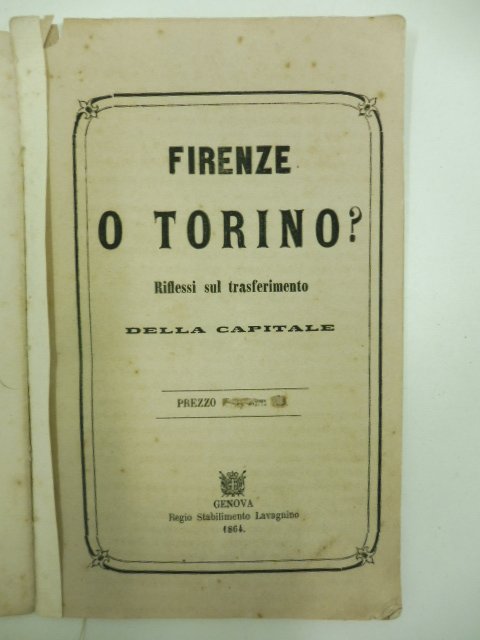 FIRENZE
O TORINO?
Riflessi sul trasferimento
DELLA CAPITALE
PREZZO
GENOVA
Regio Stabilimento Lavagnino
1864.